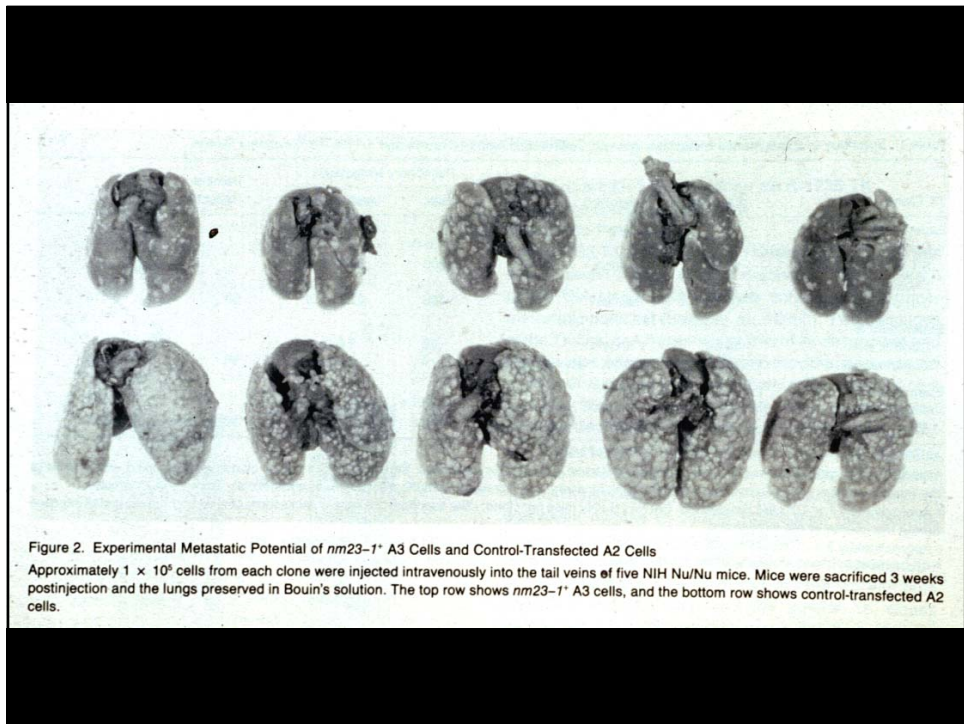 Figure 2. Experimental Metastatic Potential of nm23–1⁺ A3 Cells and Control-Transfected A2 Cells
Approximately 1 × 10⁵ cells from each clone were injected intravenously into the tail veins of five NIH Nu/Nu mice. Mice were sacrificed 3 weeks
postinjection and the lungs preserved in Bouin's solution. The top row shows nm23–1⁺ A3 cells, and the bottom row shows control-transfected A2
cells.